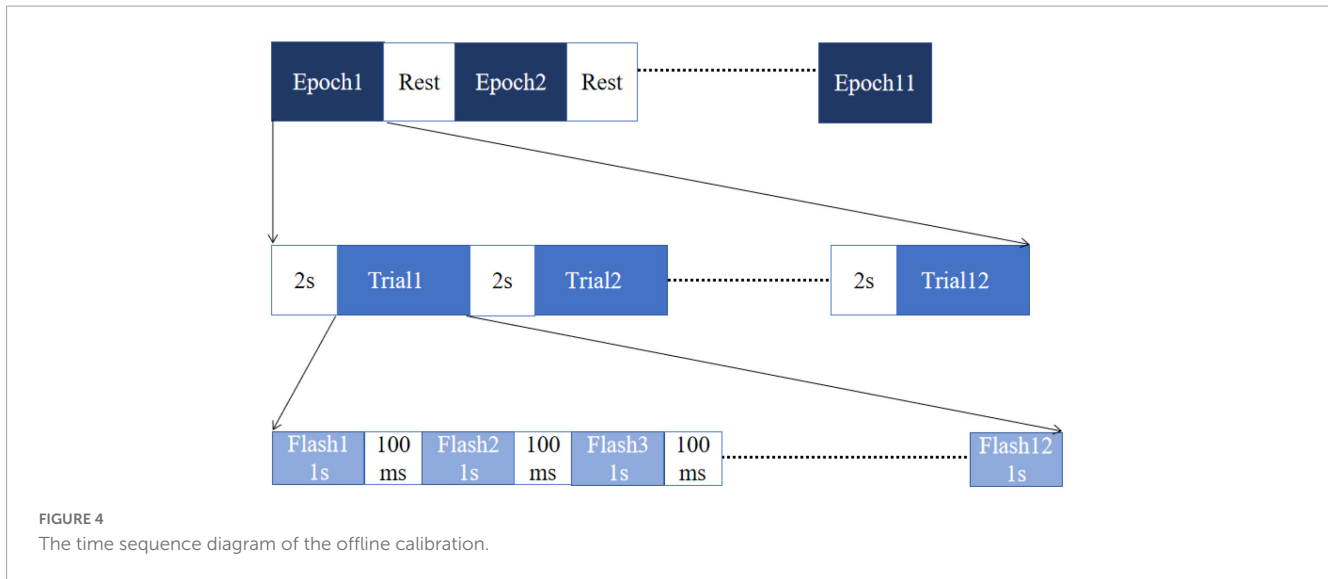 Epoch1 Rest Epoch2 Rest Epoch11
2s Trial1 2s Trial2 2s Trial12
Flash1 100 Flash2 100 Flash3 100 Flash12
1s ms 1s ms 1s ms 1s
FIGURE 4
The time sequence diagram of the offline calibration.